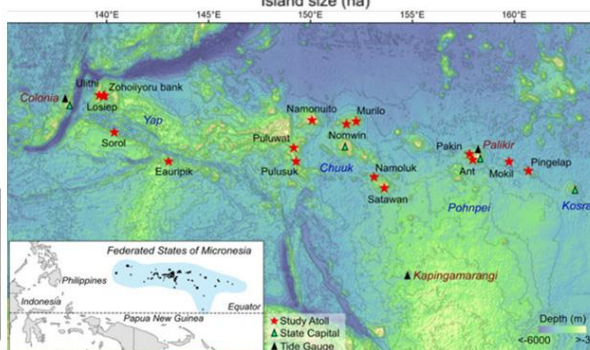 Island size (ha)
140°E 145°E 150°E 155°E 160°E
Ulithi
Zohoiiyoru bank
Colonia
Losiep
Yap
Sorol
Eauripik
Namonuito
Murilo
Nomwin
Puluwat
Pulusuk
Chuuk
Namoluk
Satawan
Pakin
Palikir
Ant
Mokil
Pingelap
Pohnpei
Kosra
Kapingamarangi
Federated States of Micronesia
Philippines
Indonesia
Equator
Papua New Guinea
Study Atoll
State Capital
Tide Gauge
Depth (m)
<-6000 >-3